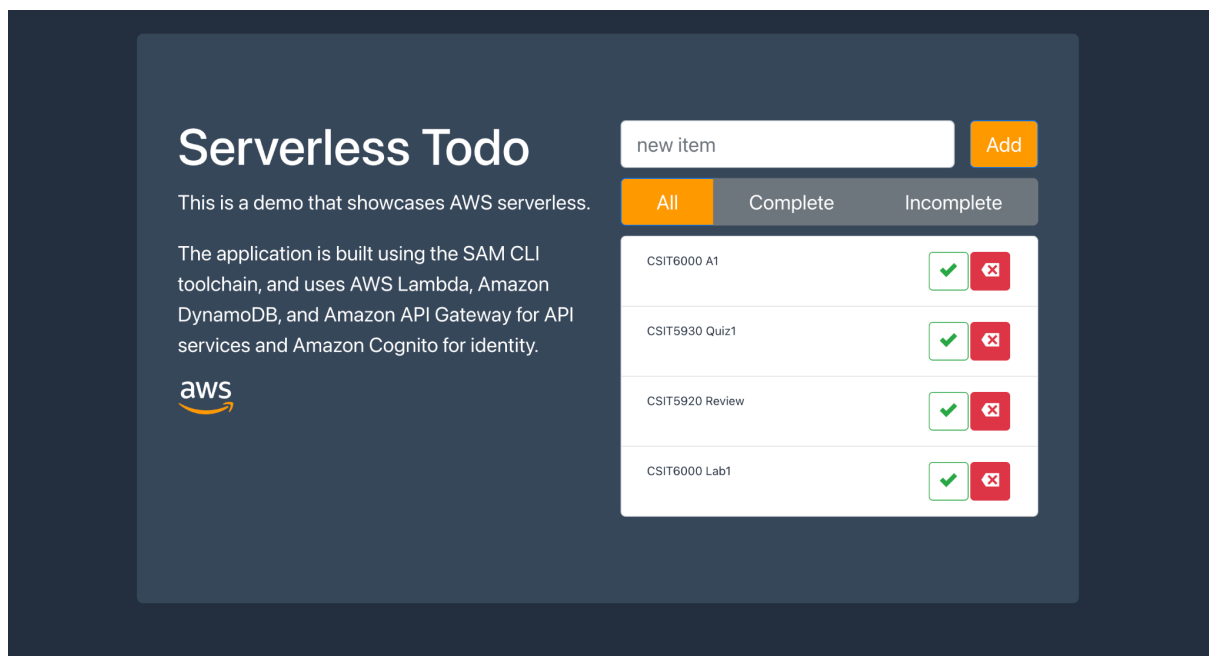 Serverless Todo
This is a demo that showcases AWS serverless.
The application is built using the SAM CLI
toolchain, and uses AWS Lambda, Amazon
DynamoDB, and Amazon API Gateway for API
services and Amazon Cognito for identity.
aws
new item
Add
All
Complete
Incomplete
CSIT6000 A1
CSIT5930 Quiz1
CSIT5920 Review
CSIT6000 Lab1